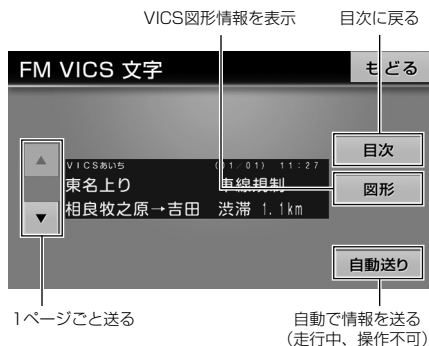 VICS図形情報を表示
目次に戻る
FM VICS 文字
もどる
▲
目次
VICSあいち (01/01) 11:27
東名上り 車線規制
図形
相良牧之原→吉田 渋滞 1.1km
▼
自動送り
1ページごと送る
自動で情報を送る
(走行中、操作不可)